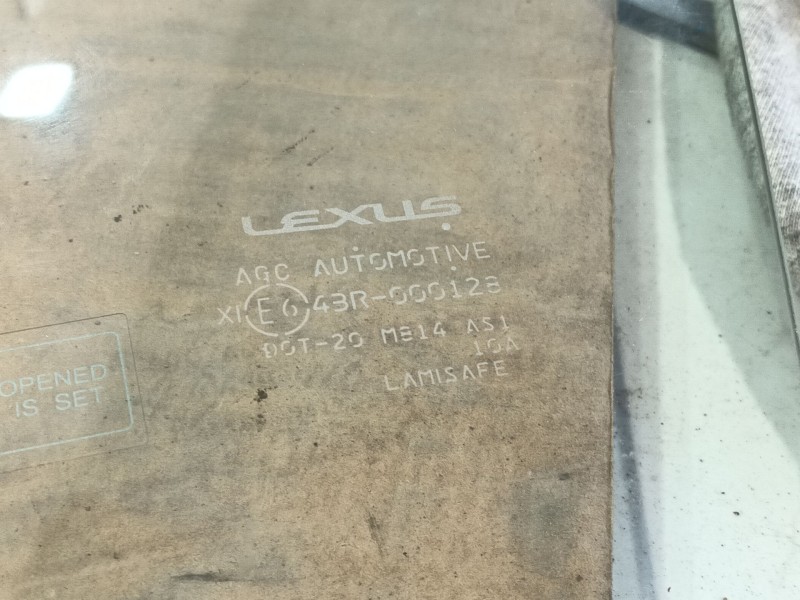 LEXUS
AGC AUTOMOTIVE
XI E6 43R-000128
DOT-20 M814 AS1
10A
LAMISAFE
OPENED
IS SET